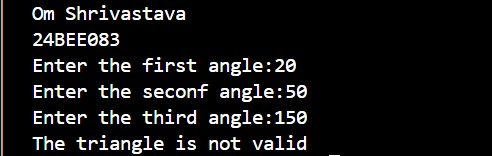 Om Shrivastava
24BEE083
Enter the first angle:20
Enter the seconf angle:50
Enter the third angle:150
The triangle is not valid